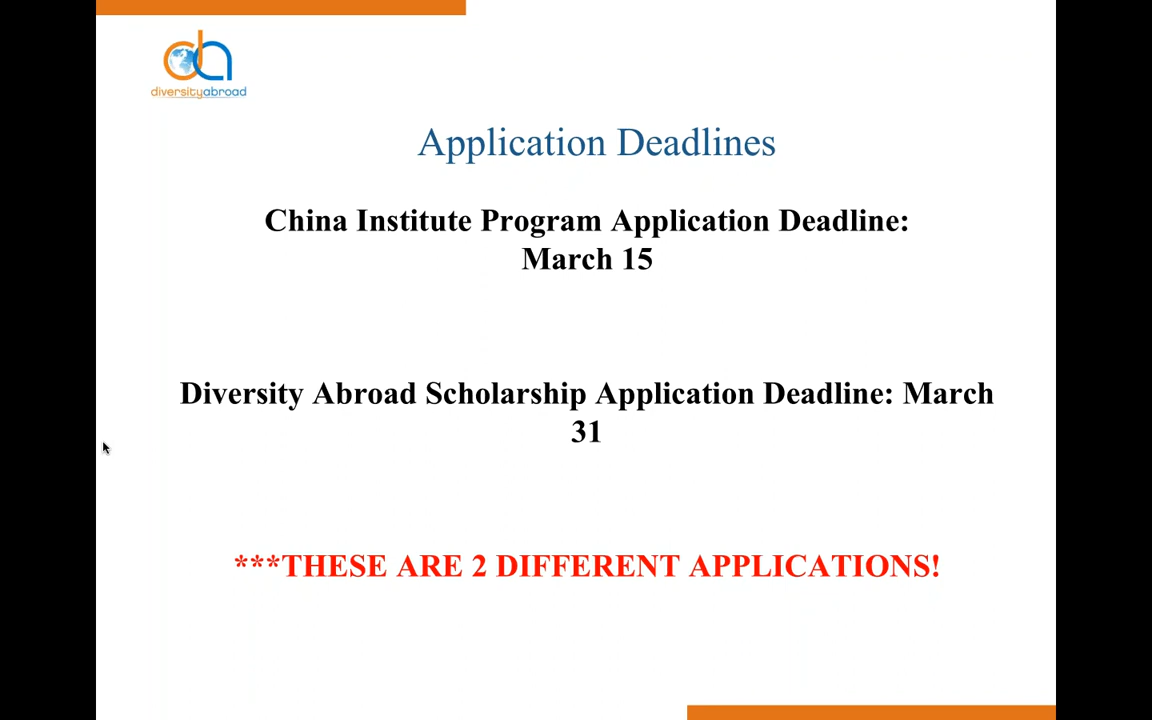 diversityabroad
Application Deadlines
China Institute Program Application Deadline:
March 15
Diversity Abroad Scholarship Application Deadline: March
31
***THESE ARE 2 DIFFERENT APPLICATIONS!